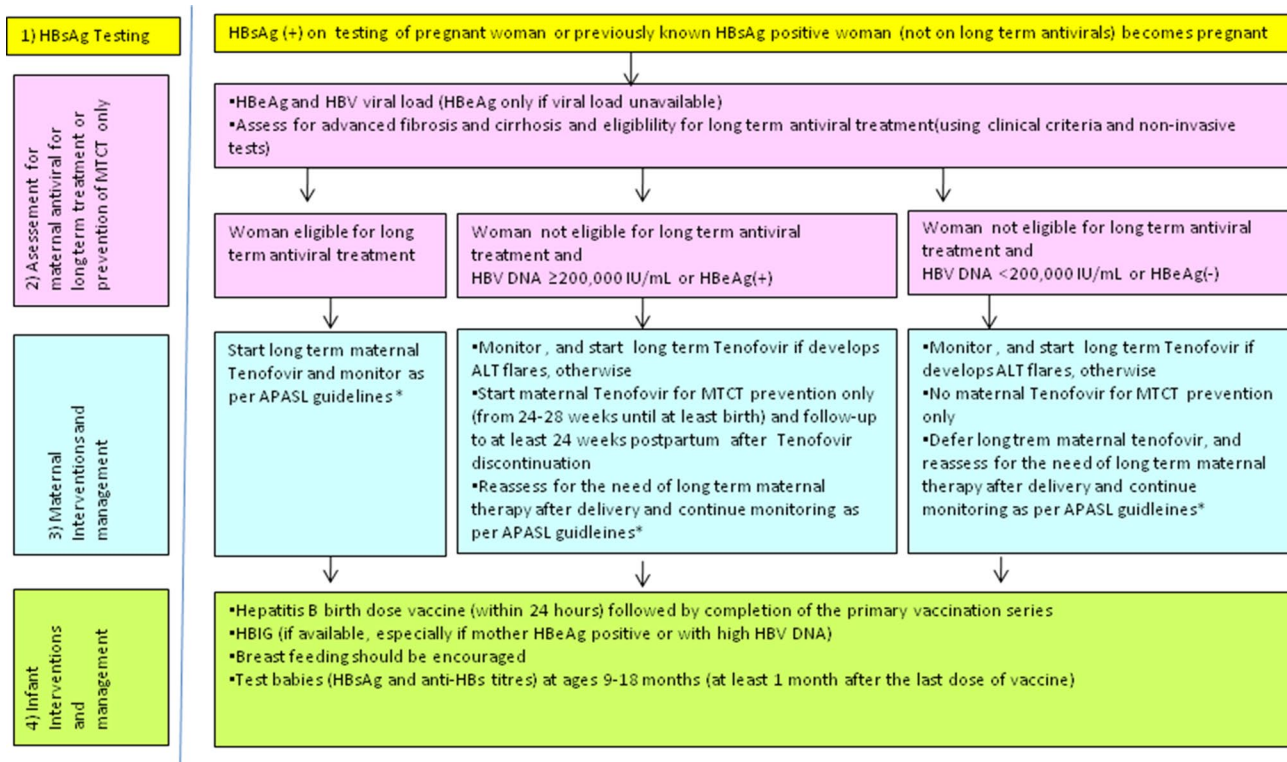 1) HBsAg Testing
HBsAg (+) on testing of pregnant woman or previously known HBsAg positive woman (not on long term antivirals) becomes pregnant
2) Asessement for
maternal antiviral for
long term treatment or
prevention of MTCT only
▪HBeAg and HBV viral load (HBeAg only if viral load unavailable)
▪Assess for advanced fibrosis and cirrhosis and eligiblility for long term antiviral treatment(using clinical criteria and non-invasive
tests)
Woman eligible for long
term antiviral treatment
Woman not eligible for long term antiviral
treatment and
HBV DNA ≥200,000 IU/mL or HBeAg(+)
Woman not eligible for long term antiviral
treatment and
HBV DNA <200,000 IU/mL or HBeAg(-)
3) Maternal
Interventions and
management
Start long term maternal
Tenofovir and monitor as
per APASL guidelines*
▪Monitor , and start long term Tenofovir if develops
ALT flares, otherwise
▪Start maternal Tenofovir for MTCT prevention only
(from 24-28 weeks until at least birth) and follow-up
to at least 24 weeks postpartum after Tenofovir
discontinuation
▪Reassess for the need of long term maternal
therapy after delivery and continue monitoring as
per APASL guidleines*
▪Monitor , and start long term Tenofovir if
develops ALT flares, otherwise
▪No maternal Tenofovir for MTCT prevention
only
▪Defer long trem maternal tenofovir, and
reassess for the need of long term maternal
therapy after delivery and continue
monitoring as per APASL guidleines*
4) Infant
Interventions
and
management
▪Hepatitis B birth dose vaccine (within 24 hours) followed by completion of the primary vaccination series
▪HBIG (if available, especially if mother HBeAg positive or with high HBV DNA)
▪Breast feeding should be encouraged
▪Test babies (HBsAg and anti-HBs titres) at ages 9-18 months (at least 1 month after the last dose of vaccine)